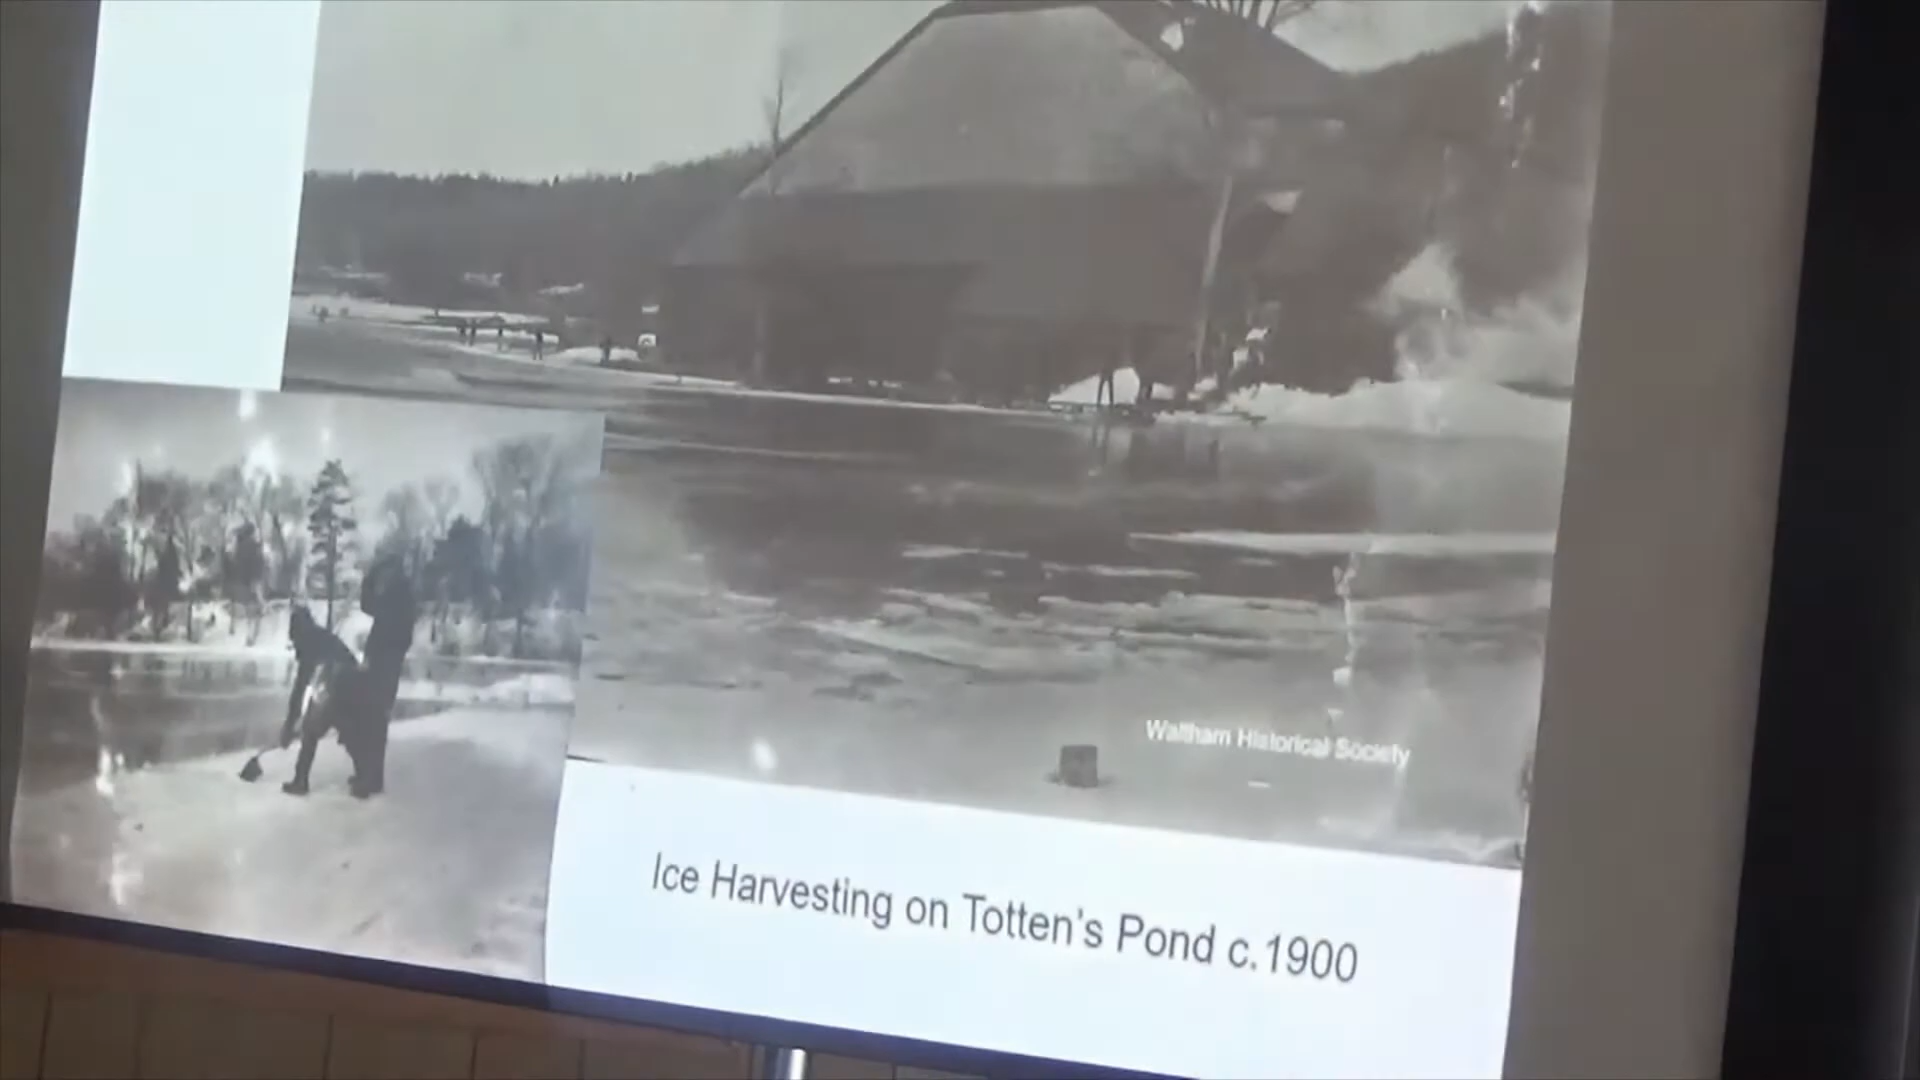 Waltham Historical Society
Ice Harvesting on Totten's Pond c.1900